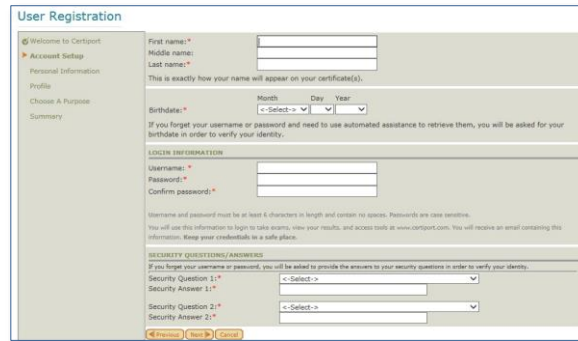 User Registration
Welcome to Certiport
Account Setup
Personal Information
Profile
Choose A Purpose
Summary
First name:*
Middle name:
Last name:*
This is exactly how your name will appear on your certificate(s).
Month Day Year
Birthdate:* <-Select->
If you forget your username or password and need to use automated assistance to retrieve them, you will be asked for your
birthdate in order to verify your identity.
LOGIN INFORMATION
Username: *
Password:*
Confirm password:*
Username and password must be at least 6 characters in length and contain no spaces. Passwords are case sensitive.
You will use this information to login to take exams, view your results, and access tools at www.certiport.com. You will receive an email containing this
information. Keep your credentials in a safe place.
SECURITY QUESTIONS/ANSWERS
If you forget your username or password, you will be asked to provide the answers to your security questions in order to verify your identity.
Security Question 1:* <-Select->
Security Answer 1:*
Security Question 2:* <-Select->
Security Answer 2:*
Previous Next Cancel